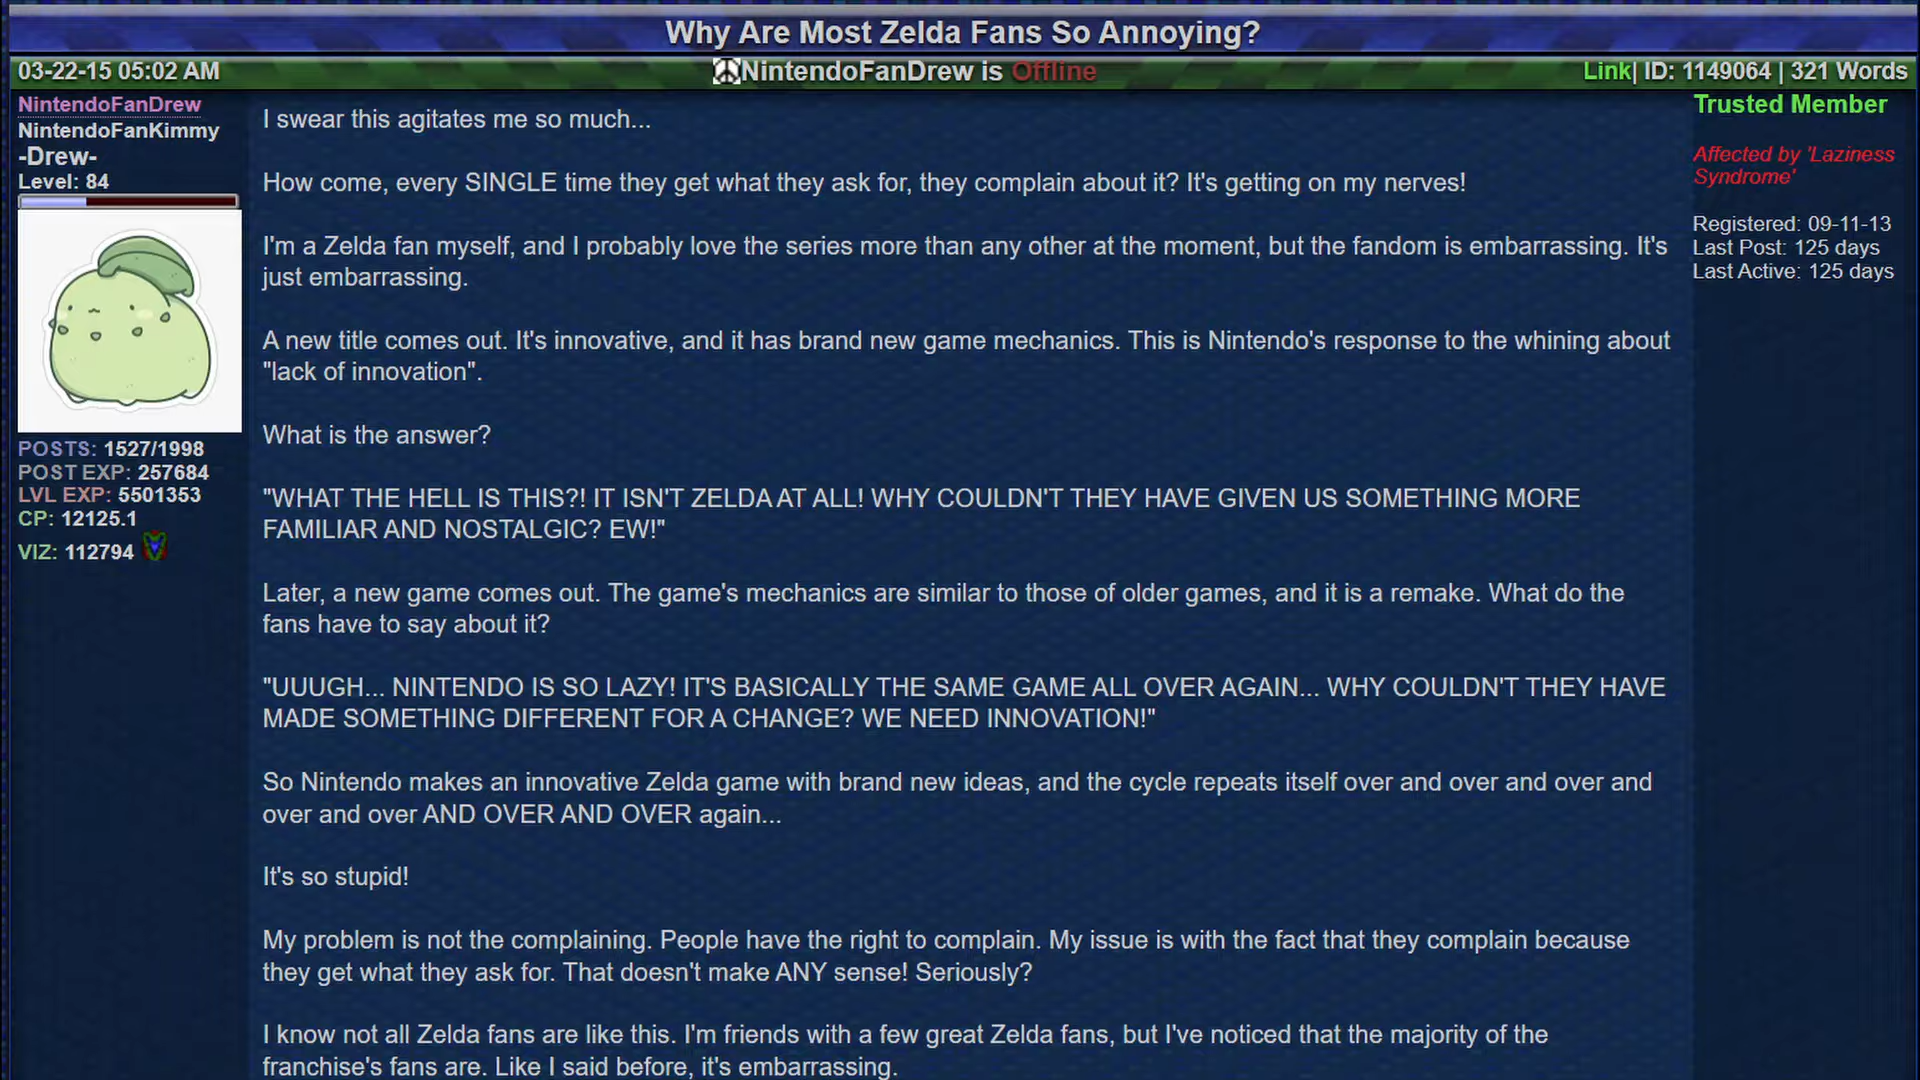 Why Are Most Zelda Fans So Annoying?
03-22-15 05:02 AM
NintendoFanDrew is Offline
Link| ID: 1149064 | 321 Words
NintendoFanDrew
NintendoFanKimmy
-Drew-
Level: 84
POSTS: 1527/1998
POST EXP: 257684
LVL EXP: 5501353
CP: 12125.1
VIZ: 112794
I swear this agitates me so much...
How come, every SINGLE time they get what they ask for, they complain about it? It's getting on my nerves!
I'm a Zelda fan myself, and I probably love the series more than any other at the moment, but the fandom is embarrassing. It's
just embarrassing.
A new title comes out. It's innovative, and it has brand new game mechanics. This is Nintendo's response to the whining about
"lack of innovation".
What is the answer?
"WHAT THE HELL IS THIS?! IT ISN'T ZELDA AT ALL! WHY COULDN'T THEY HAVE GIVEN US SOMETHING MORE
FAMILIAR AND NOSTALGIC? EW!"
Later, a new game comes out. The game's mechanics are similar to those of older games, and it is a remake. What do the
fans have to say about it?
"UUUGH... NINTENDO IS SO LAZY! IT'S BASICALLY THE SAME GAME ALL OVER AGAIN... WHY COULDN'T THEY HAVE
MADE SOMETHING DIFFERENT FOR A CHANGE? WE NEED INNOVATION!"
So Nintendo makes an innovative Zelda game with brand new ideas, and the cycle repeats itself over and over and over and
over and over AND OVER AND OVER again...
It's so stupid!
My problem is not the complaining. People have the right to complain. My issue is with the fact that they complain because
they get what they ask for. That doesn't make ANY sense! Seriously?
I know not all Zelda fans are like this. I'm friends with a few great Zelda fans, but I've noticed that the majority of the
franchise's fans are. Like I said before, it's embarrassing.
Trusted Member
Affected by 'Laziness
Syndrome'
Registered: 09-11-13
Last Post: 125 days
Last Active: 125 days